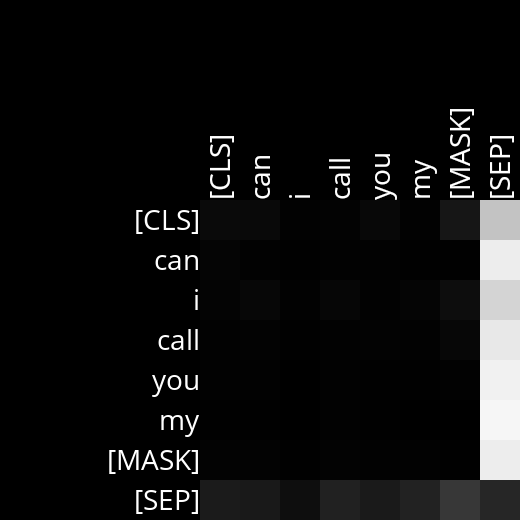 [CLS] can i call you my [MASK] [SEP]
[CLS]
can
i
call
you
my
[MASK]
[SEP]